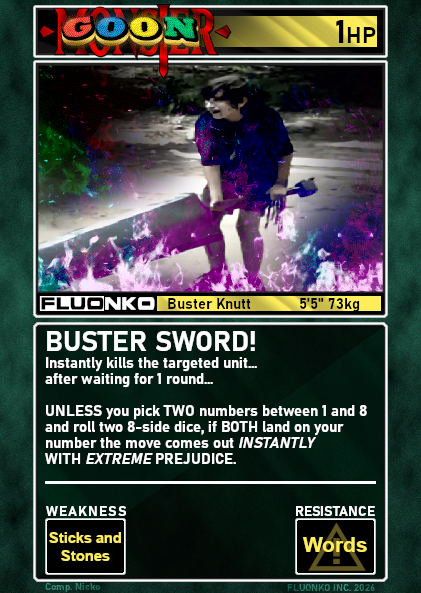 MONSTER
GOON
1HP
FLUONKO Buster Knutt 5'5" 73kg
BUSTER SWORD!
Instantly kills the targeted unit...
after waiting for 1 round...
UNLESS you pick TWO numbers between 1 and 8
and roll two 8-side dice, if BOTH land on your
number the move comes out INSTANTLY
WITH EXTREME PREJUDICE.
WEAKNESS
Sticks and
Stones
RESISTANCE
Words
Comp. Nicko
FLUONKO INC. 2026